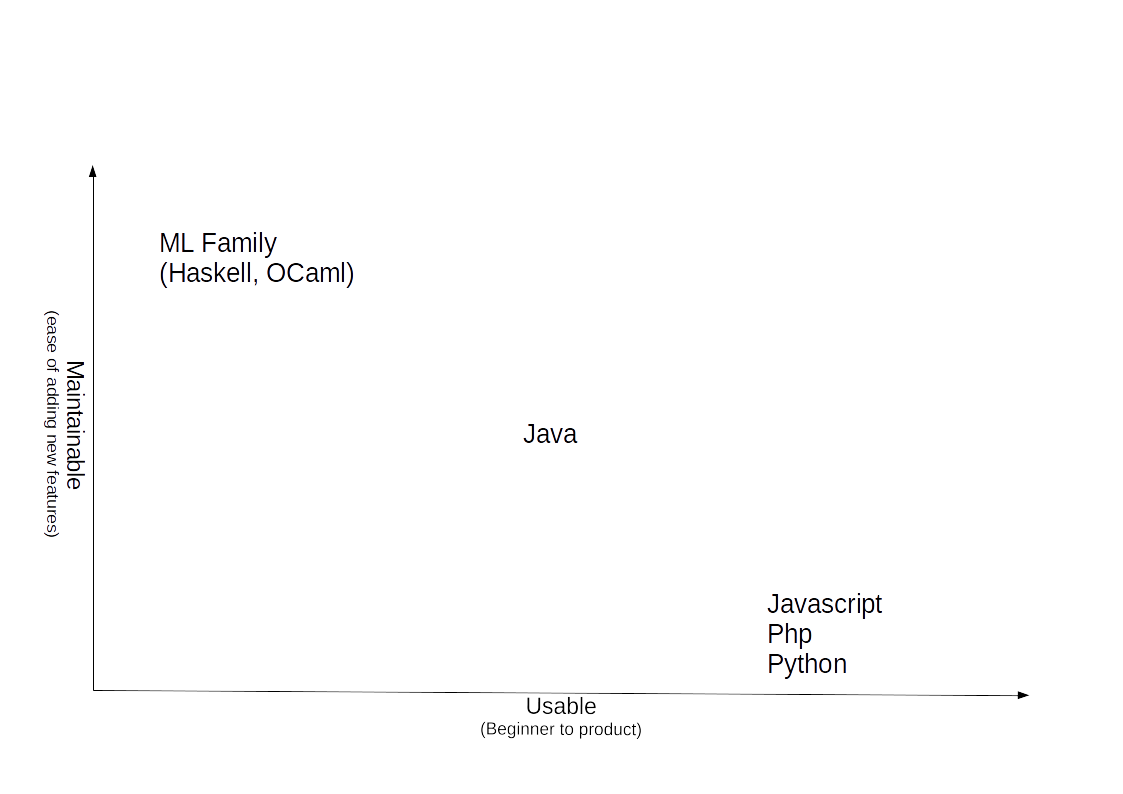 ML Family
(Haskell, OCaml)
Maintainable
(ease of adding new features)
Java
Javascript
Php
Python
Usable
(Beginner to product)